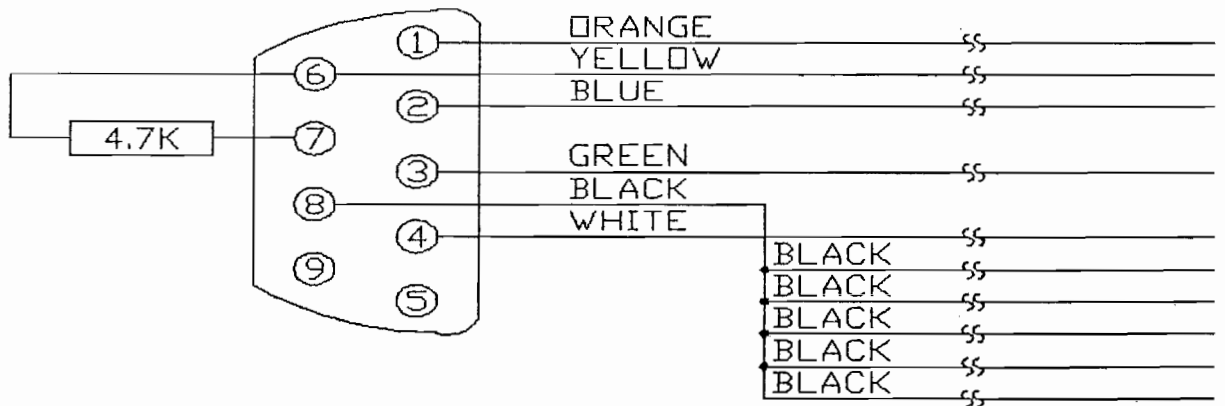 ORANGE
1
YELLOW
6
BLUE
2
4.7K
7
GREEN
3
BLACK
8
WHITE
4
BLACK
9
BLACK
5
BLACK
BLACK
BLACK